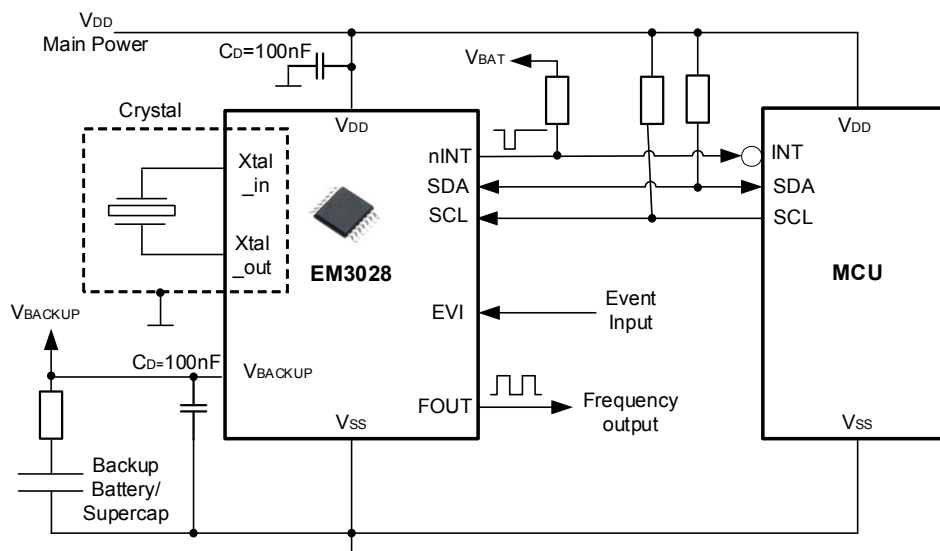 VDD
Main Power
CD=100nF
VBAT
Crystal
VDD
VDD
nINT
INT
Xtal
_in
SDA
SDA
SCL
SCL
Xtal
_out
EM3028
MCU
VBACKUP
EVI
Event
Input
CD=100nF
VBACKUP
FOUT
Frequency
output
VSS
VSS
Backup
Battery/
Supercap